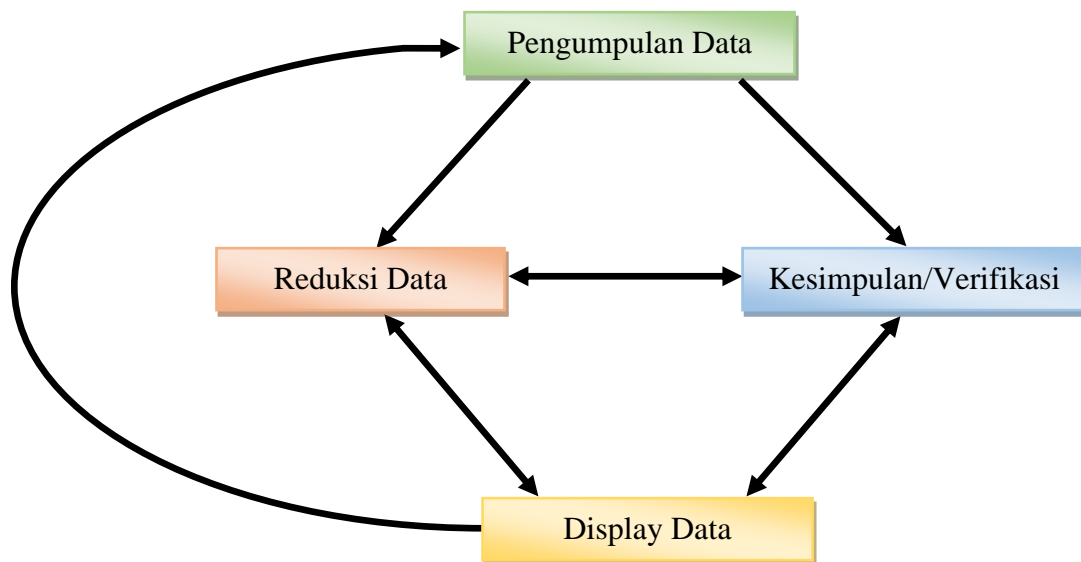 Pengumpulan Data
Reduksi Data
Kesimpulan/Verifikasi
Display Data